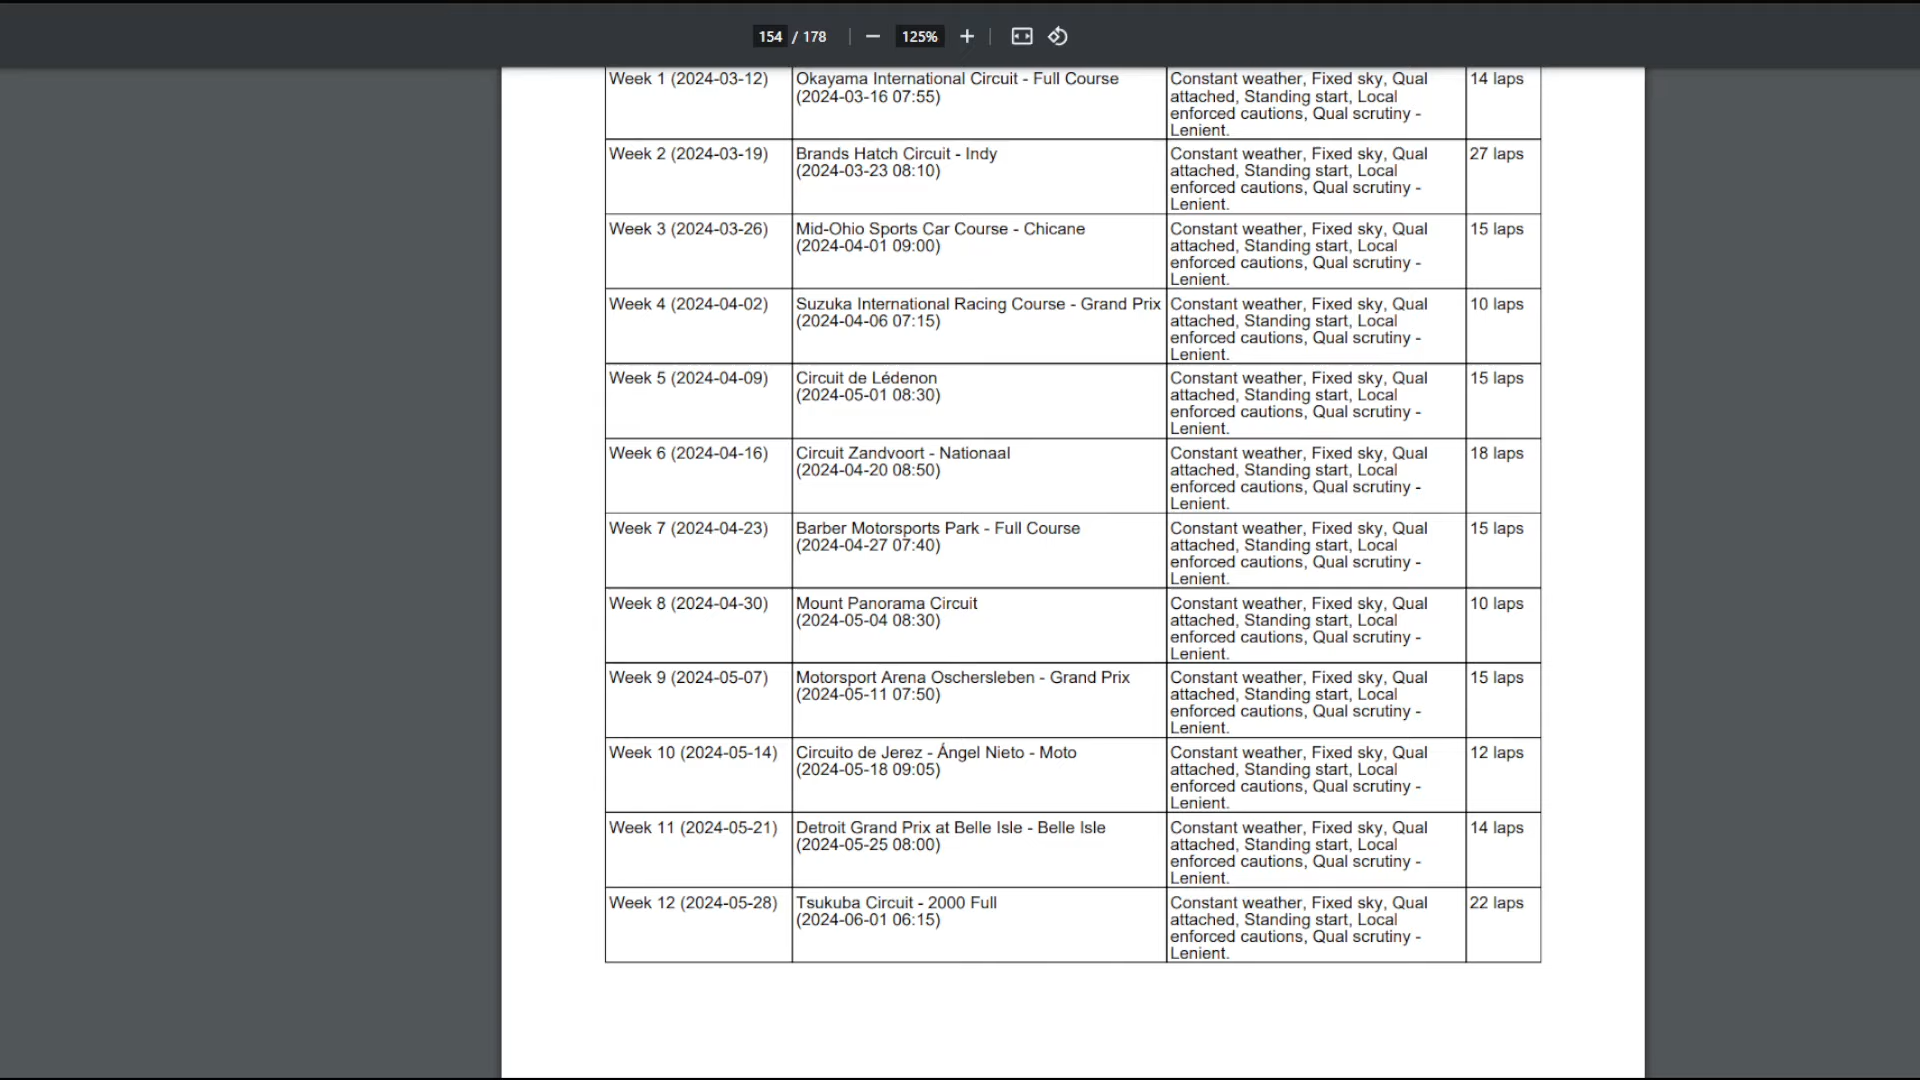 154 / 178 125%
Week 1 (2024-03-12) Okayama International Circuit - Full Course Constant weather, Fixed sky, Qual 14 laps
(2024-03-16 07:55) attached, Standing start, Local
enforced cautions, Qual scrutiny -
Lenient.
Week 2 (2024-03-19) Brands Hatch Circuit - Indy Constant weather, Fixed sky, Qual 27 laps
(2024-03-23 08:10) attached, Standing start, Local
enforced cautions, Qual scrutiny -
Lenient.
Week 3 (2024-03-26) Mid-Ohio Sports Car Course - Chicane Constant weather, Fixed sky, Qual 15 laps
(2024-04-01 09:00) attached, Standing start, Local
enforced cautions, Qual scrutiny -
Lenient.
Week 4 (2024-04-02) Suzuka International Racing Course - Grand Prix Constant weather, Fixed sky, Qual 10 laps
(2024-04-06 07:15) attached, Standing start, Local
enforced cautions, Qual scrutiny -
Lenient.
Week 5 (2024-04-09) Circuit de Lédenon Constant weather, Fixed sky, Qual 15 laps
(2024-05-01 08:30) attached, Standing start, Local
enforced cautions, Qual scrutiny -
Lenient.
Week 6 (2024-04-16) Circuit Zandvoort - Nationaal Constant weather, Fixed sky, Qual 18 laps
(2024-04-20 08:50) attached, Standing start, Local
enforced cautions, Qual scrutiny -
Lenient.
Week 7 (2024-04-23) Barber Motorsports Park - Full Course Constant weather, Fixed sky, Qual 15 laps
(2024-04-27 07:40) attached, Standing start, Local
enforced cautions, Qual scrutiny -
Lenient.
Week 8 (2024-04-30) Mount Panorama Circuit Constant weather, Fixed sky, Qual 10 laps
(2024-05-04 08:30) attached, Standing start, Local
enforced cautions, Qual scrutiny -
Lenient.
Week 9 (2024-05-07) Motorsport Arena Oschersleben - Grand Prix Constant weather, Fixed sky, Qual 15 laps
(2024-05-11 07:50) attached, Standing start, Local
enforced cautions, Qual scrutiny -
Lenient.
Week 10 (2024-05-14) Circuito de Jerez - Ángel Nieto - Moto Constant weather, Fixed sky, Qual 12 laps
(2024-05-18 09:05) attached, Standing start, Local
enforced cautions, Qual scrutiny -
Lenient.
Week 11 (2024-05-21) Detroit Grand Prix at Belle Isle - Belle Isle Constant weather, Fixed sky, Qual 14 laps
(2024-05-25 08:00) attached, Standing start, Local
enforced cautions, Qual scrutiny -
Lenient.
Week 12 (2024-05-28) Tsukuba Circuit - 2000 Full Constant weather, Fixed sky, Qual 22 laps
(2024-06-01 06:15) attached, Standing start, Local
enforced cautions, Qual scrutiny -
Lenient.